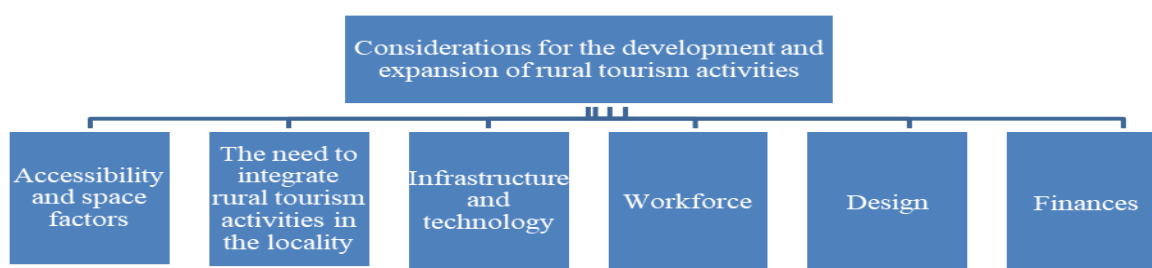 Considerations for the development and
expansion of rural tourism activities
Accessibility
and space
factors
The need to
integrate
rural tourism
activities in
the locality
Infrastructure
and
technology
Workforce
Design
Finances